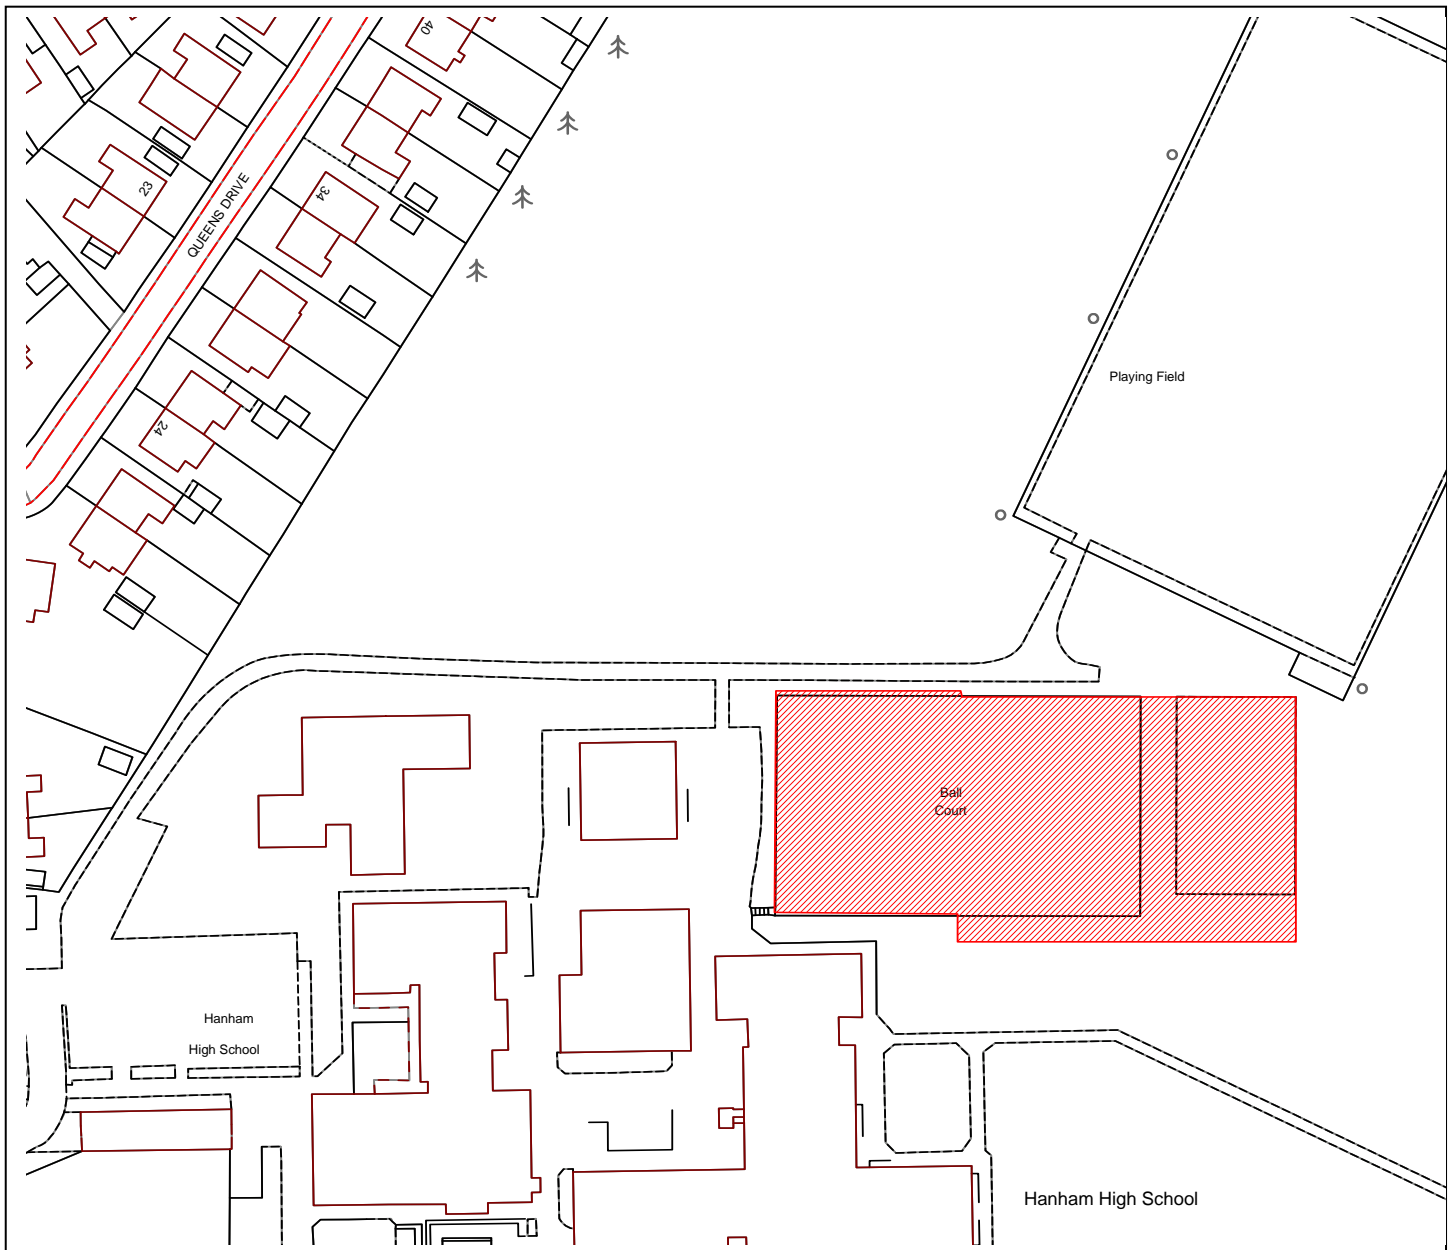 40
23
QUEENS DRIVE
34
Playing Field
24
Ball
Court
Hanham
High School
Hanham High School